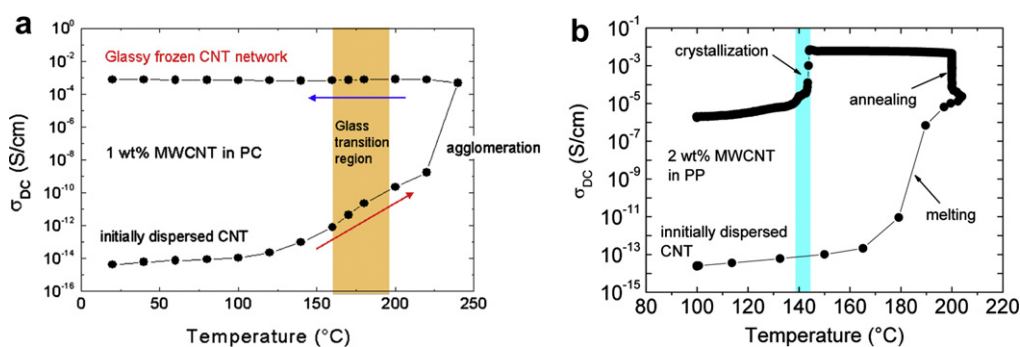 a
σDC (S/cm)
10^0
10^-2
10^-4
10^-6
10^-8
10^-10
10^-12
10^-14
10^-16
Glassy frozen CNT network
Glass
transition
region
1 wt% MWCNT in PC
agglomeration
initially dispersed CNT
0 50 100 150 200 250
Temperature (°C)
b
σDC (S/cm)
10^-1
10^-3
10^-5
10^-7
10^-9
10^-11
10^-13
10^-15
crystallization
annealing
2 wt% MWCNT
in PP
melting
innitially dispersed
CNT
80 100 120 140 160 180 200 220
Temperature (°C)